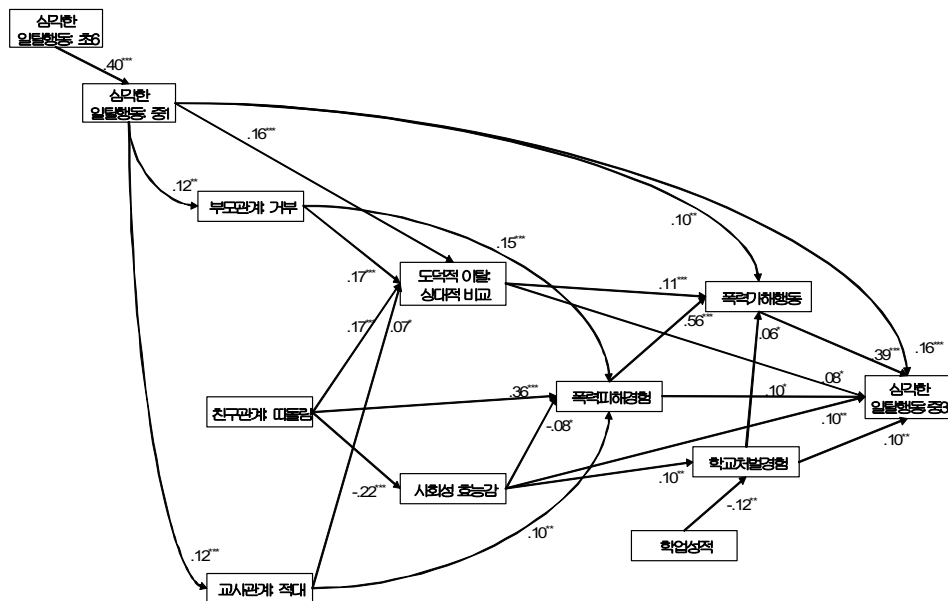 심각한
일탈행동: 초6
.40***
심각한
일탈행동: 중1
.16***
.12**
부모관계: 거부
.10**
.15***
.17***
도덕적 이탈:
상대적 비교
.11***
폭력가해행동
.17***
.07*
.56***
.06*
.39***
.16***
.08*
심각한
일탈행동 중3
.36***
폭력피해경험
.10*
친구관계: 따돌림
-.08*
.10**
학교처벌경험
.10**
-.22***
사회성 효능감
.10**
-.12**
.10**
학업성적
.12***
교사관계: 적대